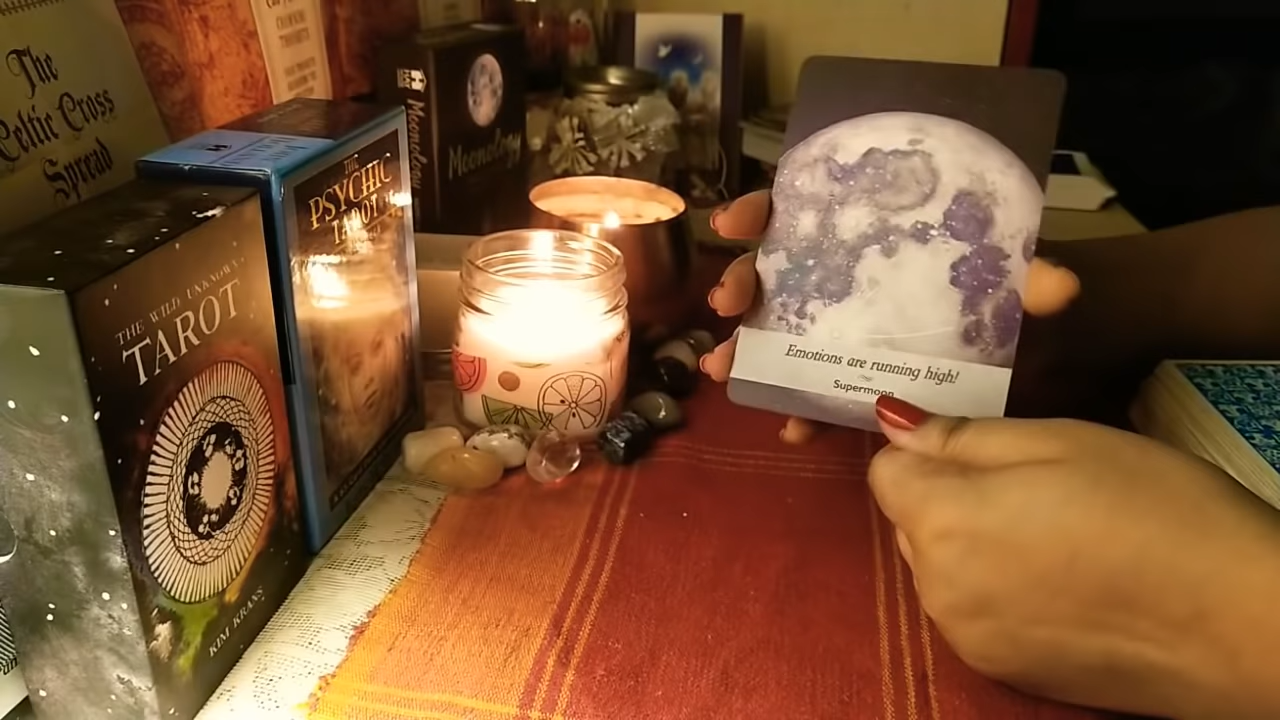 The
Celtic Cross
Spread
THE WILD UNKNOWN
TAROT
KIM KRANS
THE
PSYCHIC
TAROT
Moonology
Moonology
Emotions are running high!
Supermoon